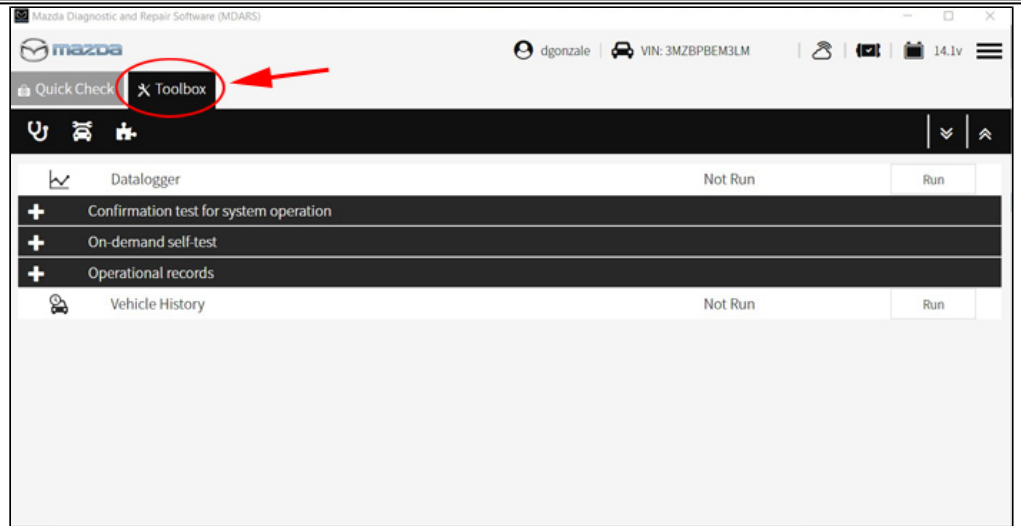 Mazda Diagnostic and Repair Software (MDARS)
mazda dgonzale VIN: 3MZBPBEM3LM 14.1v
Quick Check Toolbox
Datalogger Not Run Run
Confirmation test for system operation
On-demand self-test
Operational records
Vehicle History Not Run Run